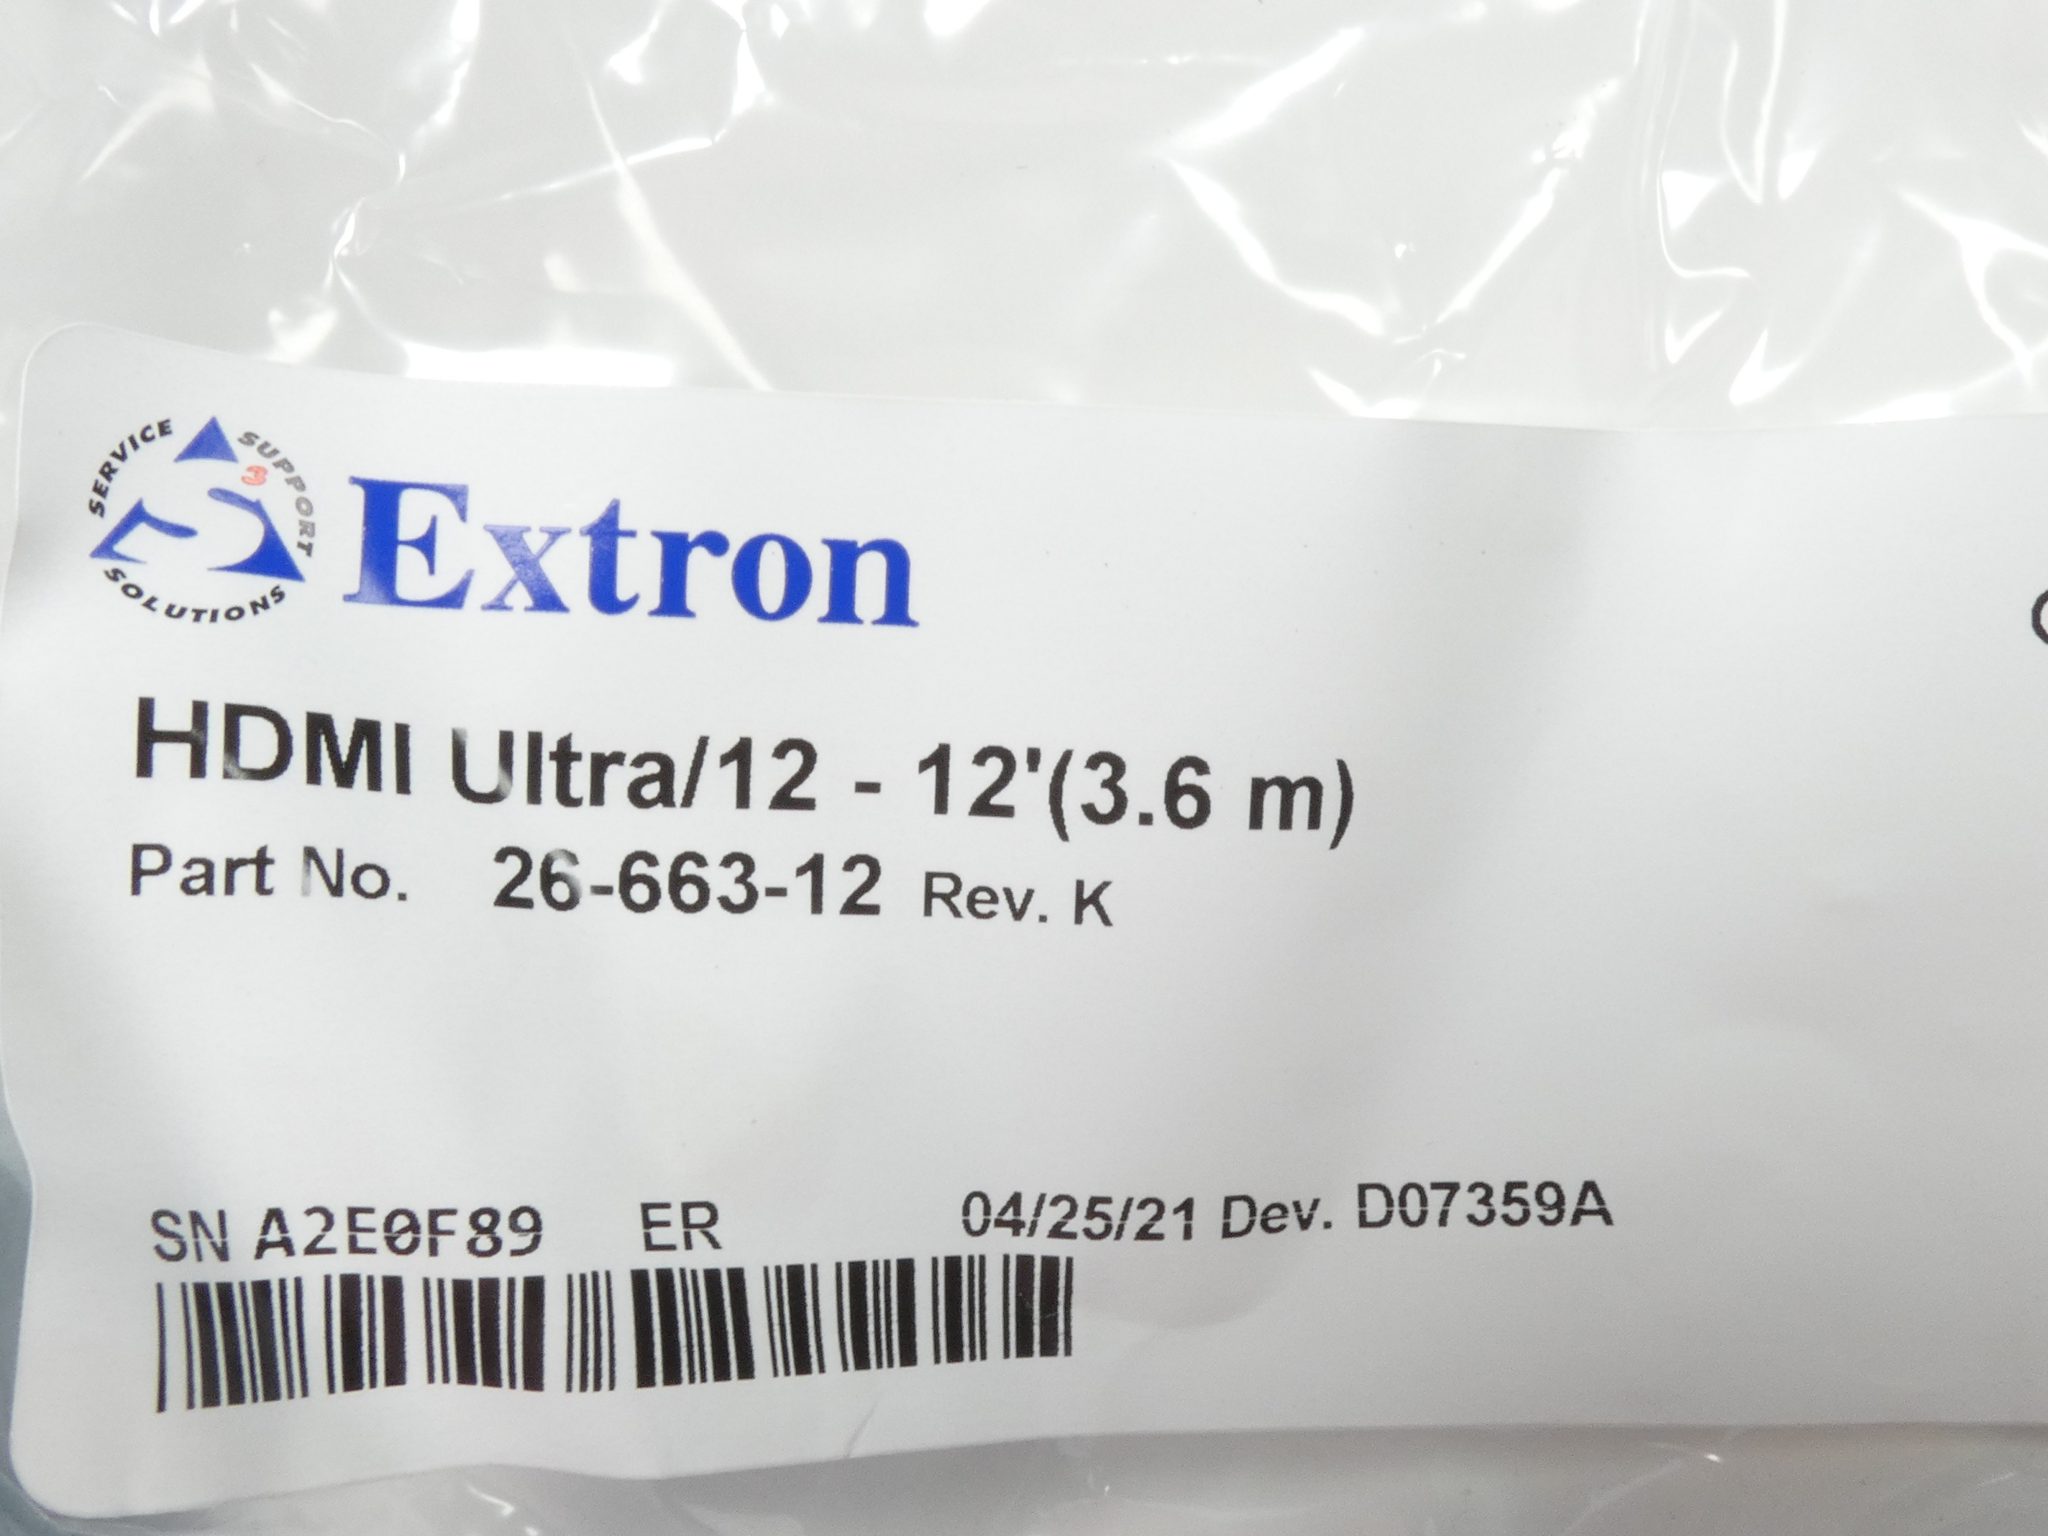 SERVICE SUPPORT SOLUTIONS
S3
Extron
HDMI Ultra/12 - 12'(3.6 m)
Part No. 26-663-12 Rev. K
SN A2E0F89 ER 04/25/21 Dev. D07359A